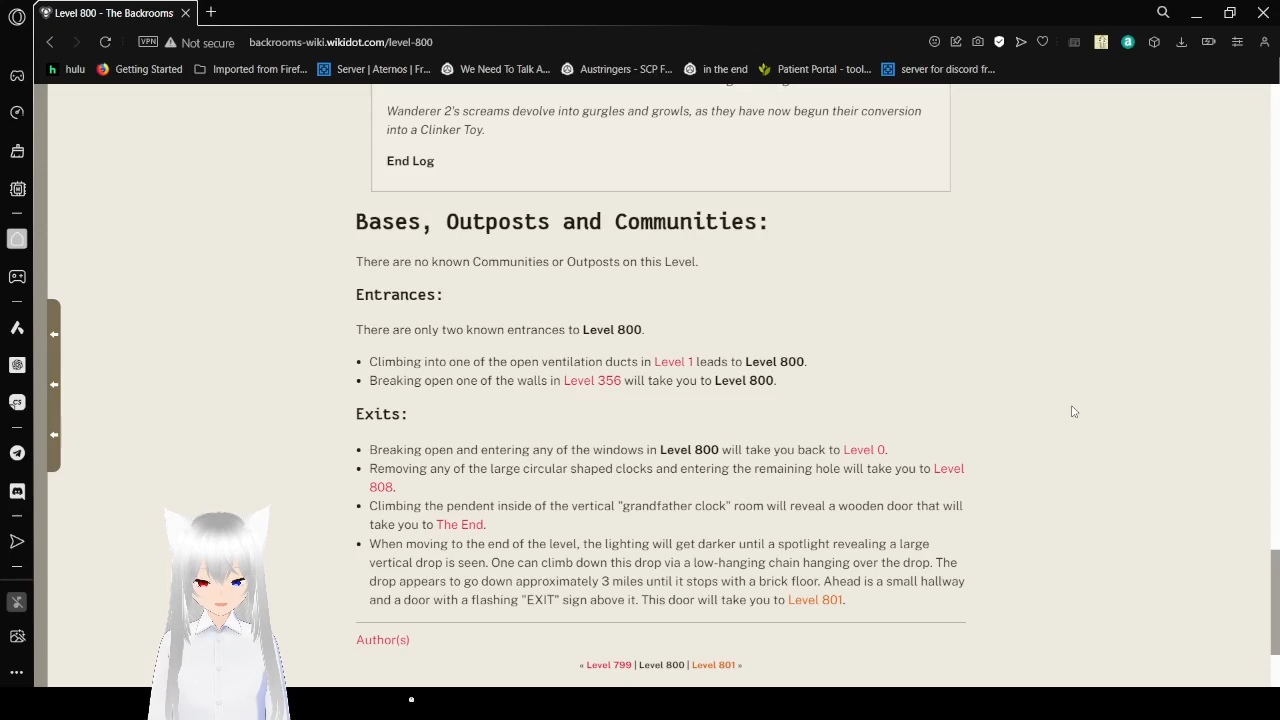 Level 800 - The Backrooms
VPN
Not secure
backrooms-wiki.wikidot.com/level-800
hulu
Getting Started
Imported from Firef...
Server | Aternos | Fr...
We Need To Talk A...
Austringers - SCP F...
in the end
Patient Portal - tool...
server for discord fr...
Wanderer 2's screams devolve into gurgles and growls, as they have now begun their conversion
into a Clinker Toy.
End Log
Bases, Outposts and Communities:
There are no known Communities or Outposts on this Level.
Entrances:
There are only two known entrances to Level 800.
• Climbing into one of the open ventilation ducts in Level 1 leads to Level 800.
• Breaking open one of the walls in Level 356 will take you to Level 800.
Exits:
• Breaking open and entering any of the windows in Level 800 will take you back to Level 0.
• Removing any of the large circular shaped clocks and entering the remaining hole will take you to Level
808.
• Climbing the pendent inside of the vertical "grandfather clock" room will reveal a wooden door that will
take you to The End.
• When moving to the end of the level, the lighting will get darker until a spotlight revealing a large
vertical drop is seen. One can climb down this drop via a low-hanging chain hanging over the drop. The
drop appears to go down approximately 3 miles until it stops with a brick floor. Ahead is a small hallway
and a door with a flashing "EXIT" sign above it. This door will take you to Level 801.
Author(s)
« Level 799 | Level 800 | Level 801 »